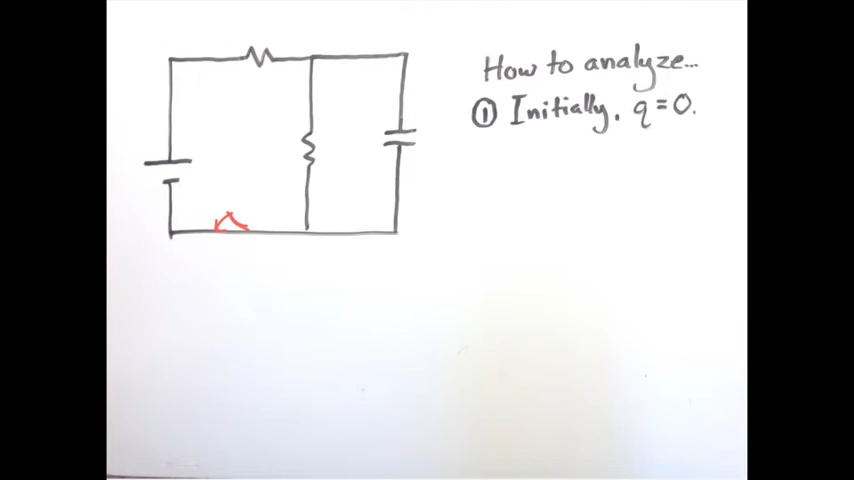 How to analyze...
① Initially, q=0.